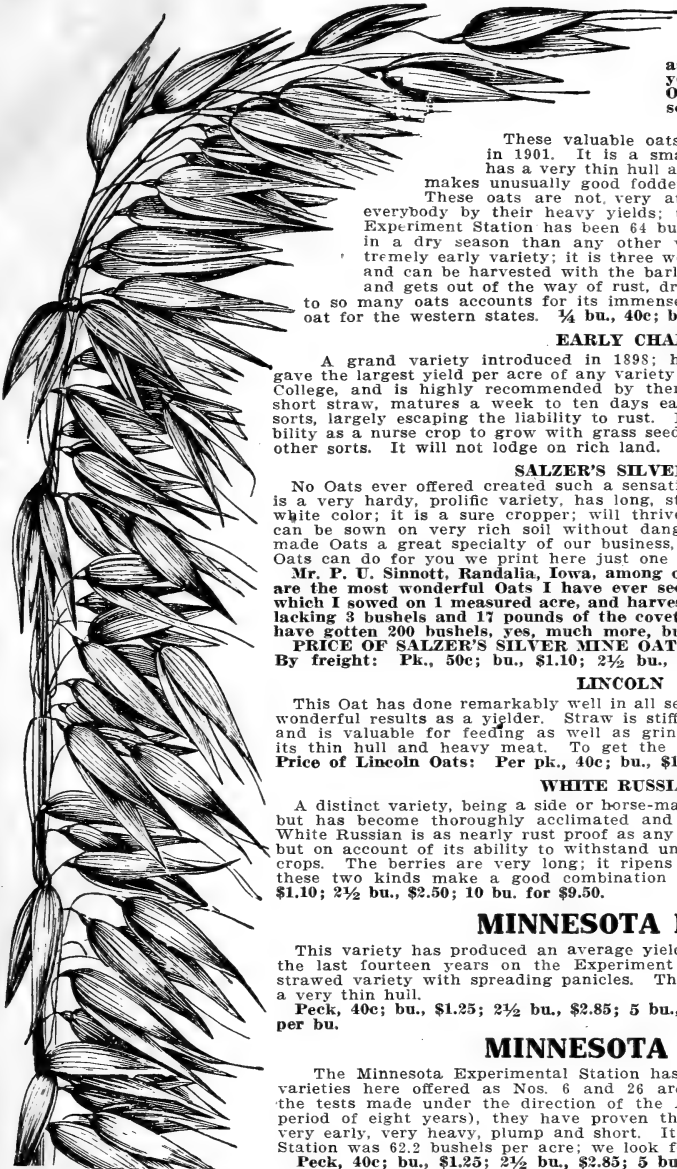 These valuable oats
in 1901. It is a sma
has a very thin hull a
makes unusually good fodde
These oats are not, very a
everybody by their heavy yields;
Experiment Station has been 64 bu
in a dry season than any other
tremely early variety; it is three w
and can be harvested with the barl
and gets out of the way of rust, dr
to so many oats accounts for its immense
oat for the western states. ¼ bu., 40c; b
EARLY CHA
A grand variety introduced in 1898; h
gave the largest yield per acre of any variety
College, and is highly recommended by the
short straw, matures a week to ten days ea
sorts, largely escaping the liability to rust.
bility as a nurse crop to grow with grass seed
other sorts. It will not lodge on rich land.
SALZER'S SILVE
No Oats ever offered created such a sensati
is a very hardy, prolific variety, has long, st
white color; it is a sure cropper; will thrive
can be sown on very rich soil without dang
made Oats a great specialty of our business,
Oats can do for you we print here just one
Mr. P. U. Sinnott, Randalia, Iowa, among o
are the most wonderful Oats I have ever see
which I sowed on 1 measured acre, and harves
lacking 3 bushels and 17 pounds of the covet
have gotten 200 bushels, yes, much more, bu
PRICE OF SALZER'S SILVER MINE OAT
By freight: Pk., 50c; bu., $1.10; 2½ bu.,
LINCOLN
This Oat has done remarkably well in all se
wonderful results as a yielder. Straw is stiff
and is valuable for feeding as well as grin
its thin hull and heavy meat. To get the
Price of Lincoln Oats: Per pk., 40c; bu., $1
WHITE RUSSI
A distinct variety, being a side or horse-ma
but has become thoroughly acclimated and
White Russian is as nearly rust proof as any
but on account of its ability to withstand un
crops. The berries are very long; it ripens
these two kinds make a good combination
$1.10; 2½ bu., $2.50; 10 bu. for $9.50.
MINNESOTA
This variety has produced an average yiel
the last fourteen years on the Experiment
strawed variety with spreading panicles. Th
a very thin hull.
Peck, 40c; bu., $1.25; 2½ bu., $2.85; 5 bu.,
per bu.
MINNESOTA
The Minnesota Experimental Station has
varieties here offered as Nos. 6 and 26 ar
the tests made under the direction of the
period of eight years), they have proven th
very early, very heavy, plump and short. It
Station was 62.2 bushels per acre; we look f
Peck, 40c; bu., $1.25; 2½ bu., $2.85; 5 bu